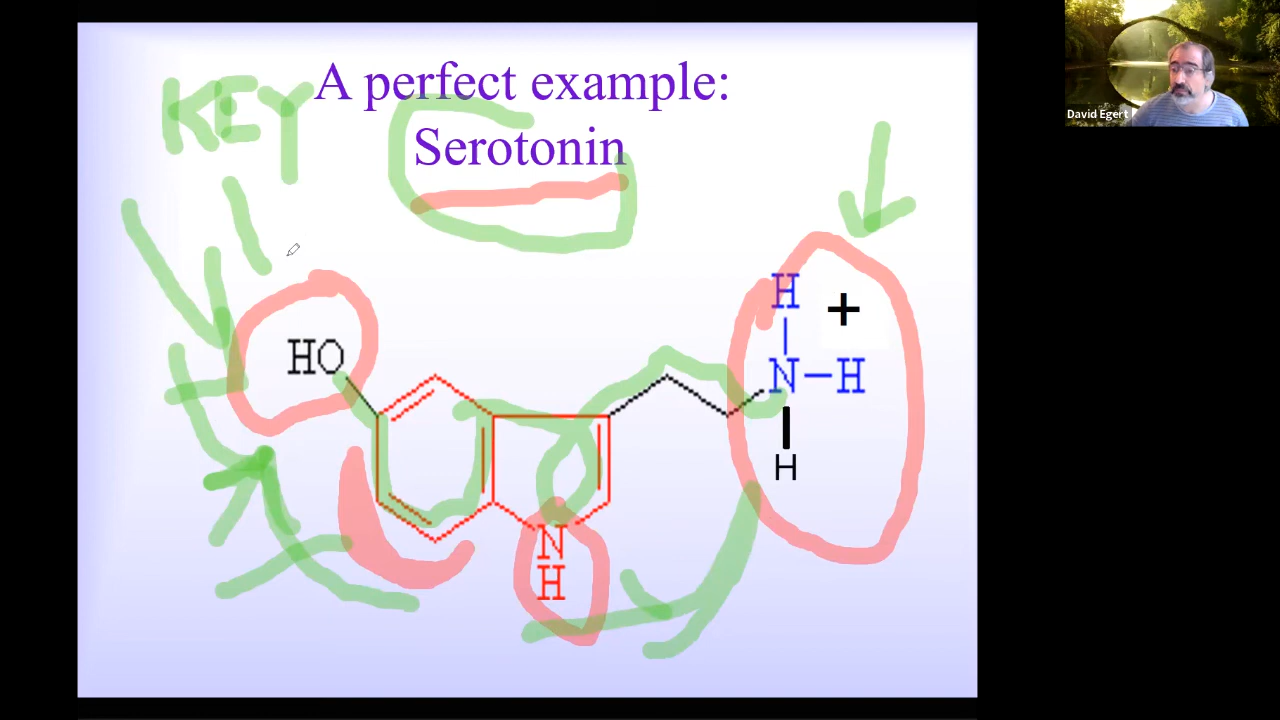 KEY
A perfect example:
Serotonin
David Egert
H
+
HO
N
H
H
N
H